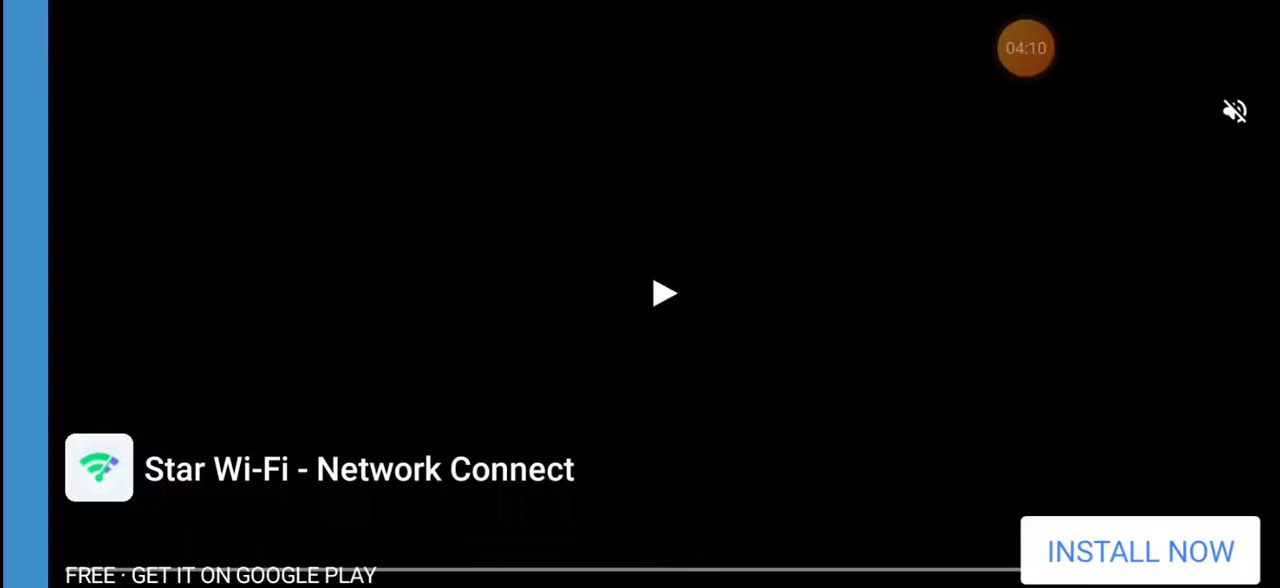 04:10
Star Wi-Fi - Network Connect
INSTALL NOW
FREE · GET IT ON GOOGLE PLAY